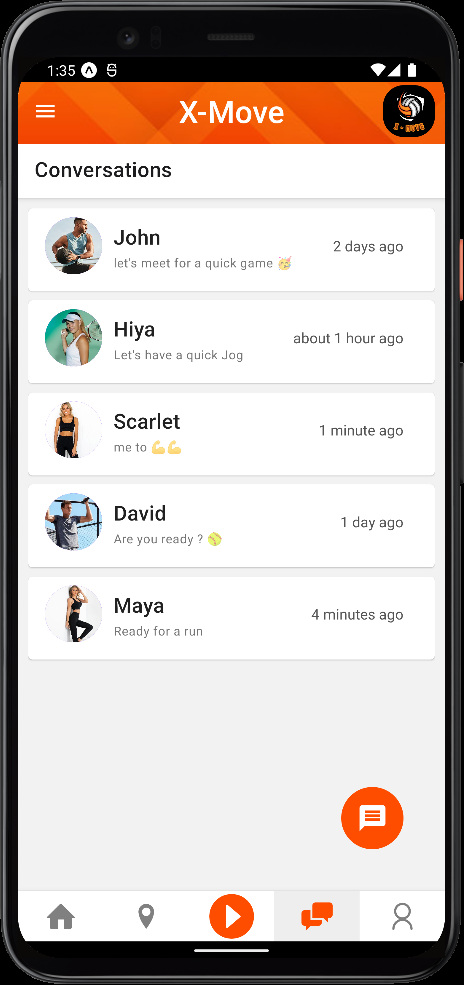 1:35
X-Move
X - MOVE
Conversations
John
2 days ago
let's meet for a quick game 🥳
Hiya
about 1 hour ago
Let's have a quick Jog
Scarlet
1 minute ago
me to 💪💪
David
1 day ago
Are you ready ? 🥎
Maya
4 minutes ago
Ready for a run